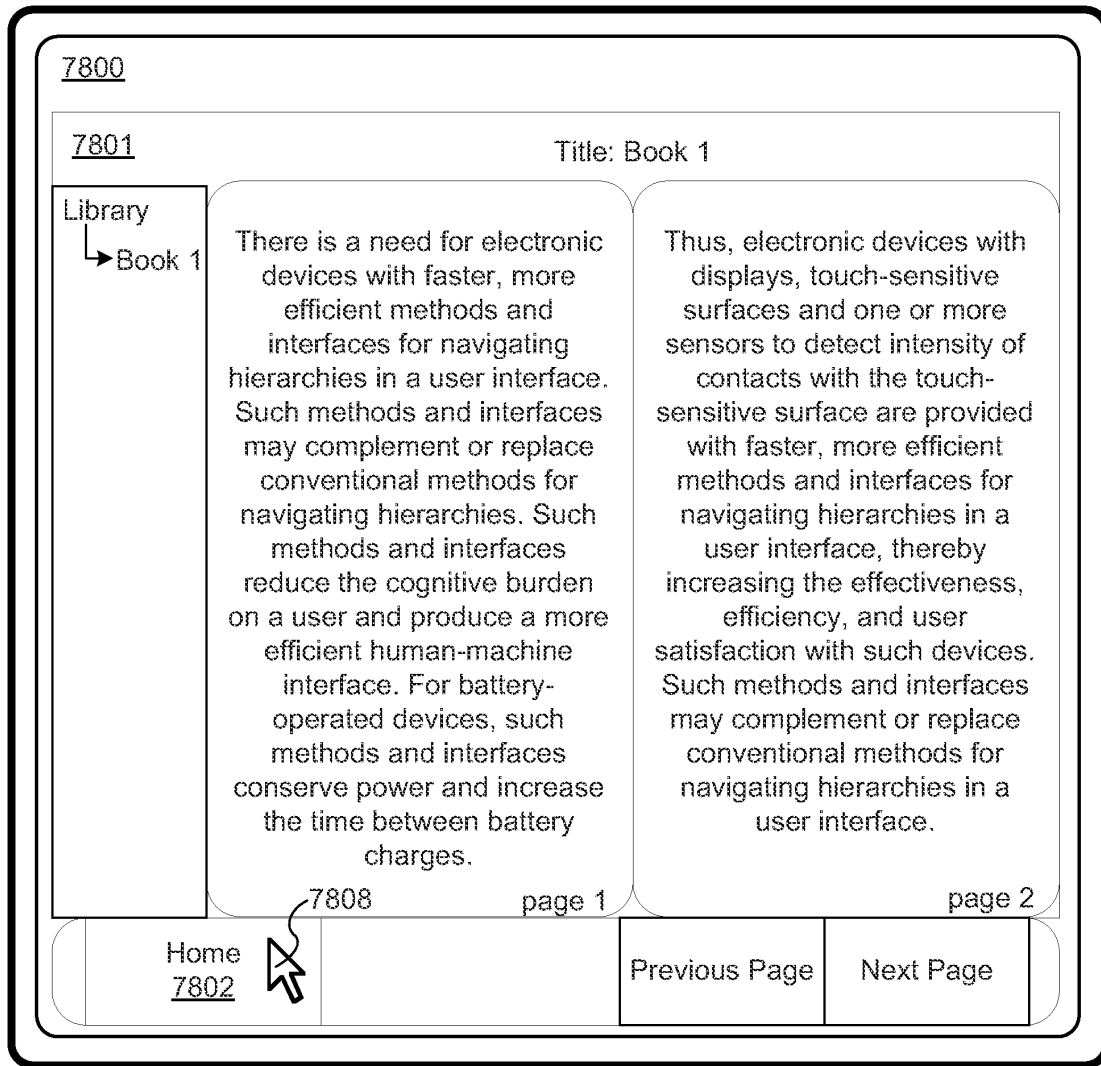 7800
7801
Title: Book 1
Library
Book 1
There is a need for electronic
devices with faster, more
efficient methods and
interfaces for navigating
hierarchies in a user interface.
Such methods and interfaces
may complement or replace
conventional methods for
navigating hierarchies. Such
methods and interfaces
reduce the cognitive burden
on a user and produce a more
efficient human-machine
interface. For battery-
operated devices, such
methods and interfaces
conserve power and increase
the time between battery
charges.
page 1
Thus, electronic devices with
displays, touch-sensitive
surfaces and one or more
sensors to detect intensity of
contacts with the touch-
sensitive surface are provided
with faster, more efficient
methods and interfaces for
navigating hierarchies in a
user interface, thereby
increasing the effectiveness,
efficiency, and user
satisfaction with such devices.
Such methods and interfaces
may complement or replace
conventional methods for
navigating hierarchies in a
user interface.
page 2
7808
Home
7802
Previous Page
Next Page